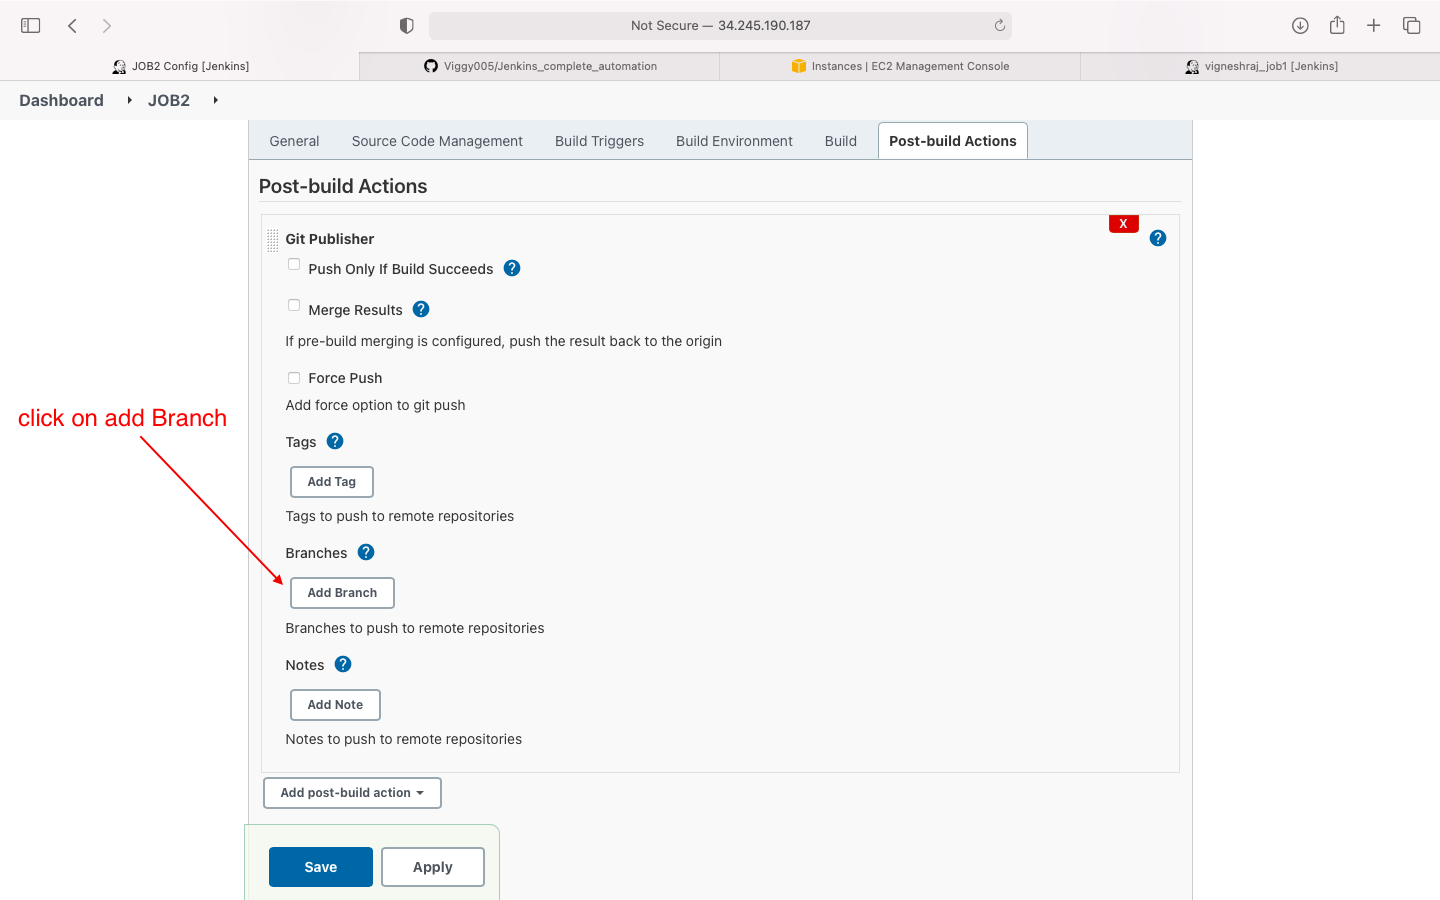 Not Secure — 34.245.190.187
JOB2 Config [Jenkins]
Viggy005/Jenkins_complete_automation
Instances | EC2 Management Console
vigneshraj_job1 [Jenkins]
Dashboard
JOB2
General
Source Code Management
Build Triggers
Build Environment
Build
Post-build Actions
Post-build Actions
X
Git Publisher
?
Push Only If Build Succeeds ?
Merge Results ?
If pre-build merging is configured, push the result back to the origin
Force Push
Add force option to git push
click on add Branch
Tags ?
Add Tag
Tags to push to remote repositories
Branches ?
Add Branch
Branches to push to remote repositories
Notes ?
Add Note
Notes to push to remote repositories
Add post-build action
Save
Apply